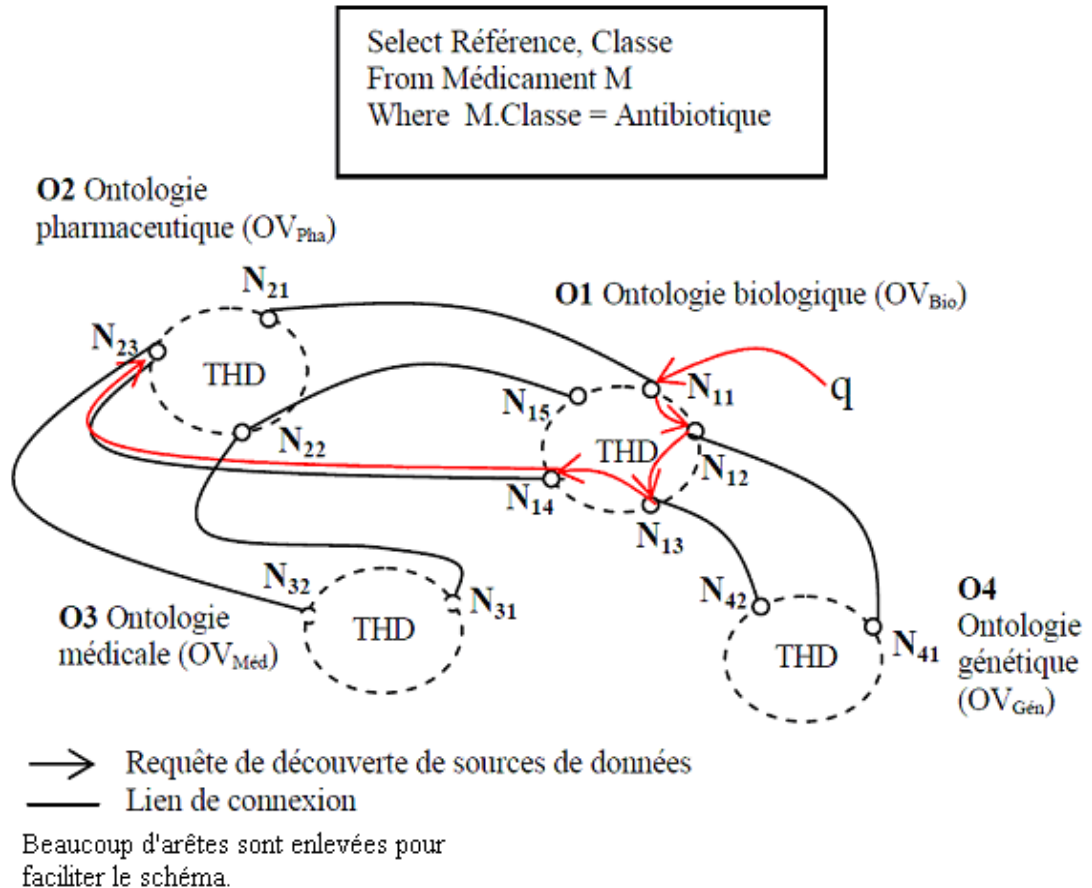 Select Référence, Classe
From Médicament M
Where M.Classe = Antibiotique
O2 Ontologie
pharmaceutique (OVPha)
N21
O1 Ontologie biologique (OVBio)
N23
THD
N15
N11
q
N22
THD
N12
N14
N13
N32
N31
N42
O4
Ontologie
génétique
(OVGén)
O3 Ontologie
médicale (OVMéd)
THD
THD
N41
Requête de découverte de sources de données
Lien de connexion
Beaucoup d'arêtes sont enlevées pour
faciliter le schéma.